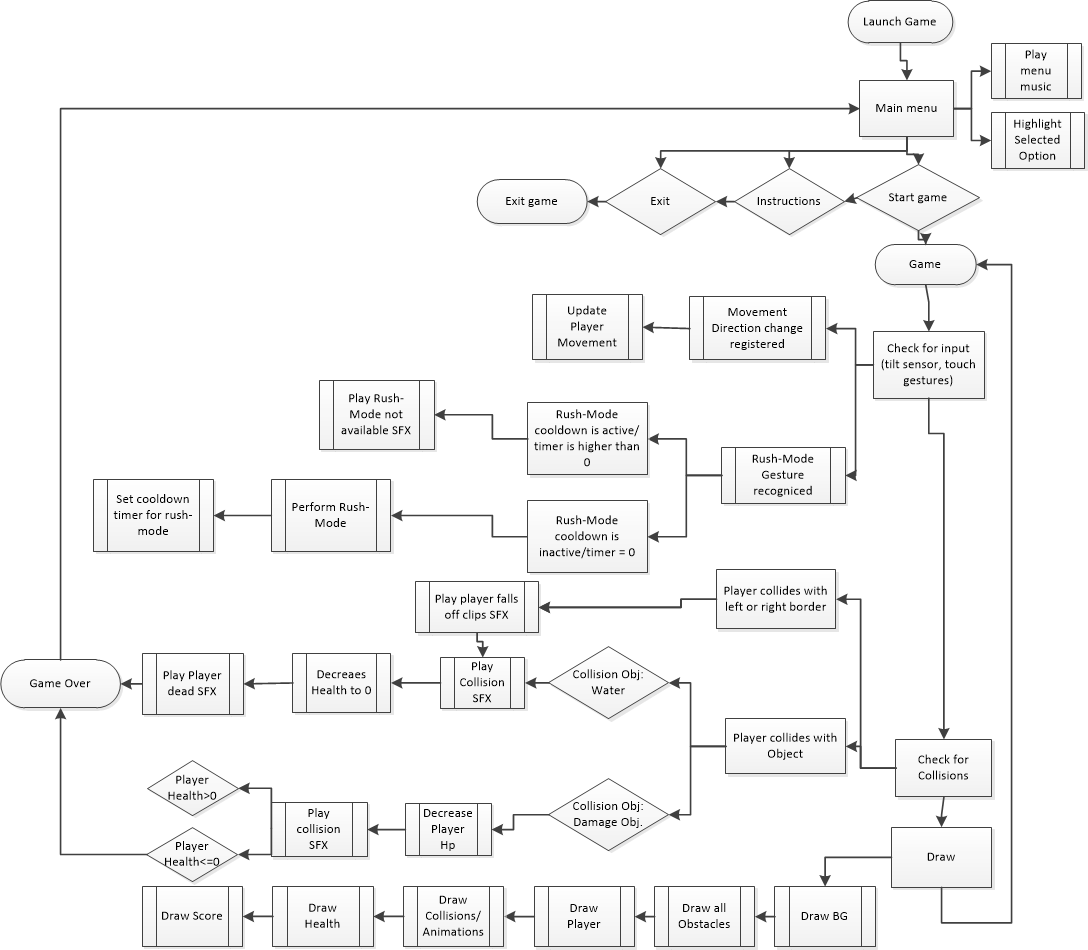 Launch Game
Play
menu
music
Main menu
Highlight
Selected
Option
Exit game
Exit
Instructions
Start game
Game
Update
Player
Movement
Movement
Direction change
registered
Check for input
(tilt sensor, touch
gestures)
Play Rush-
Mode not
available SFX
Rush-Mode
cooldown is active/
timer is higher than
0
Rush-Mode
Gesture
recogniced
Set cooldown
timer for rush-
mode
Perform Rush-
Mode
Rush-Mode
cooldown is
inactive/timer = 0
Play player falls
off clips SFX
Player collides with
left or right border
Game Over
Play Player
dead SFX
Decreaes
Health to 0
Play
Collision
SFX
Collision Obj:
Water
Player collides with
Object
Check for
Collisions
Player
Health>0
Play
collision
SFX
Decrease
Player
Hp
Collision Obj:
Damage Obj.
Player
Health<=0
Draw
Draw Score
Draw
Health
Draw
Collisions/
Animations
Draw
Player
Draw all
Obstacles
Draw BG